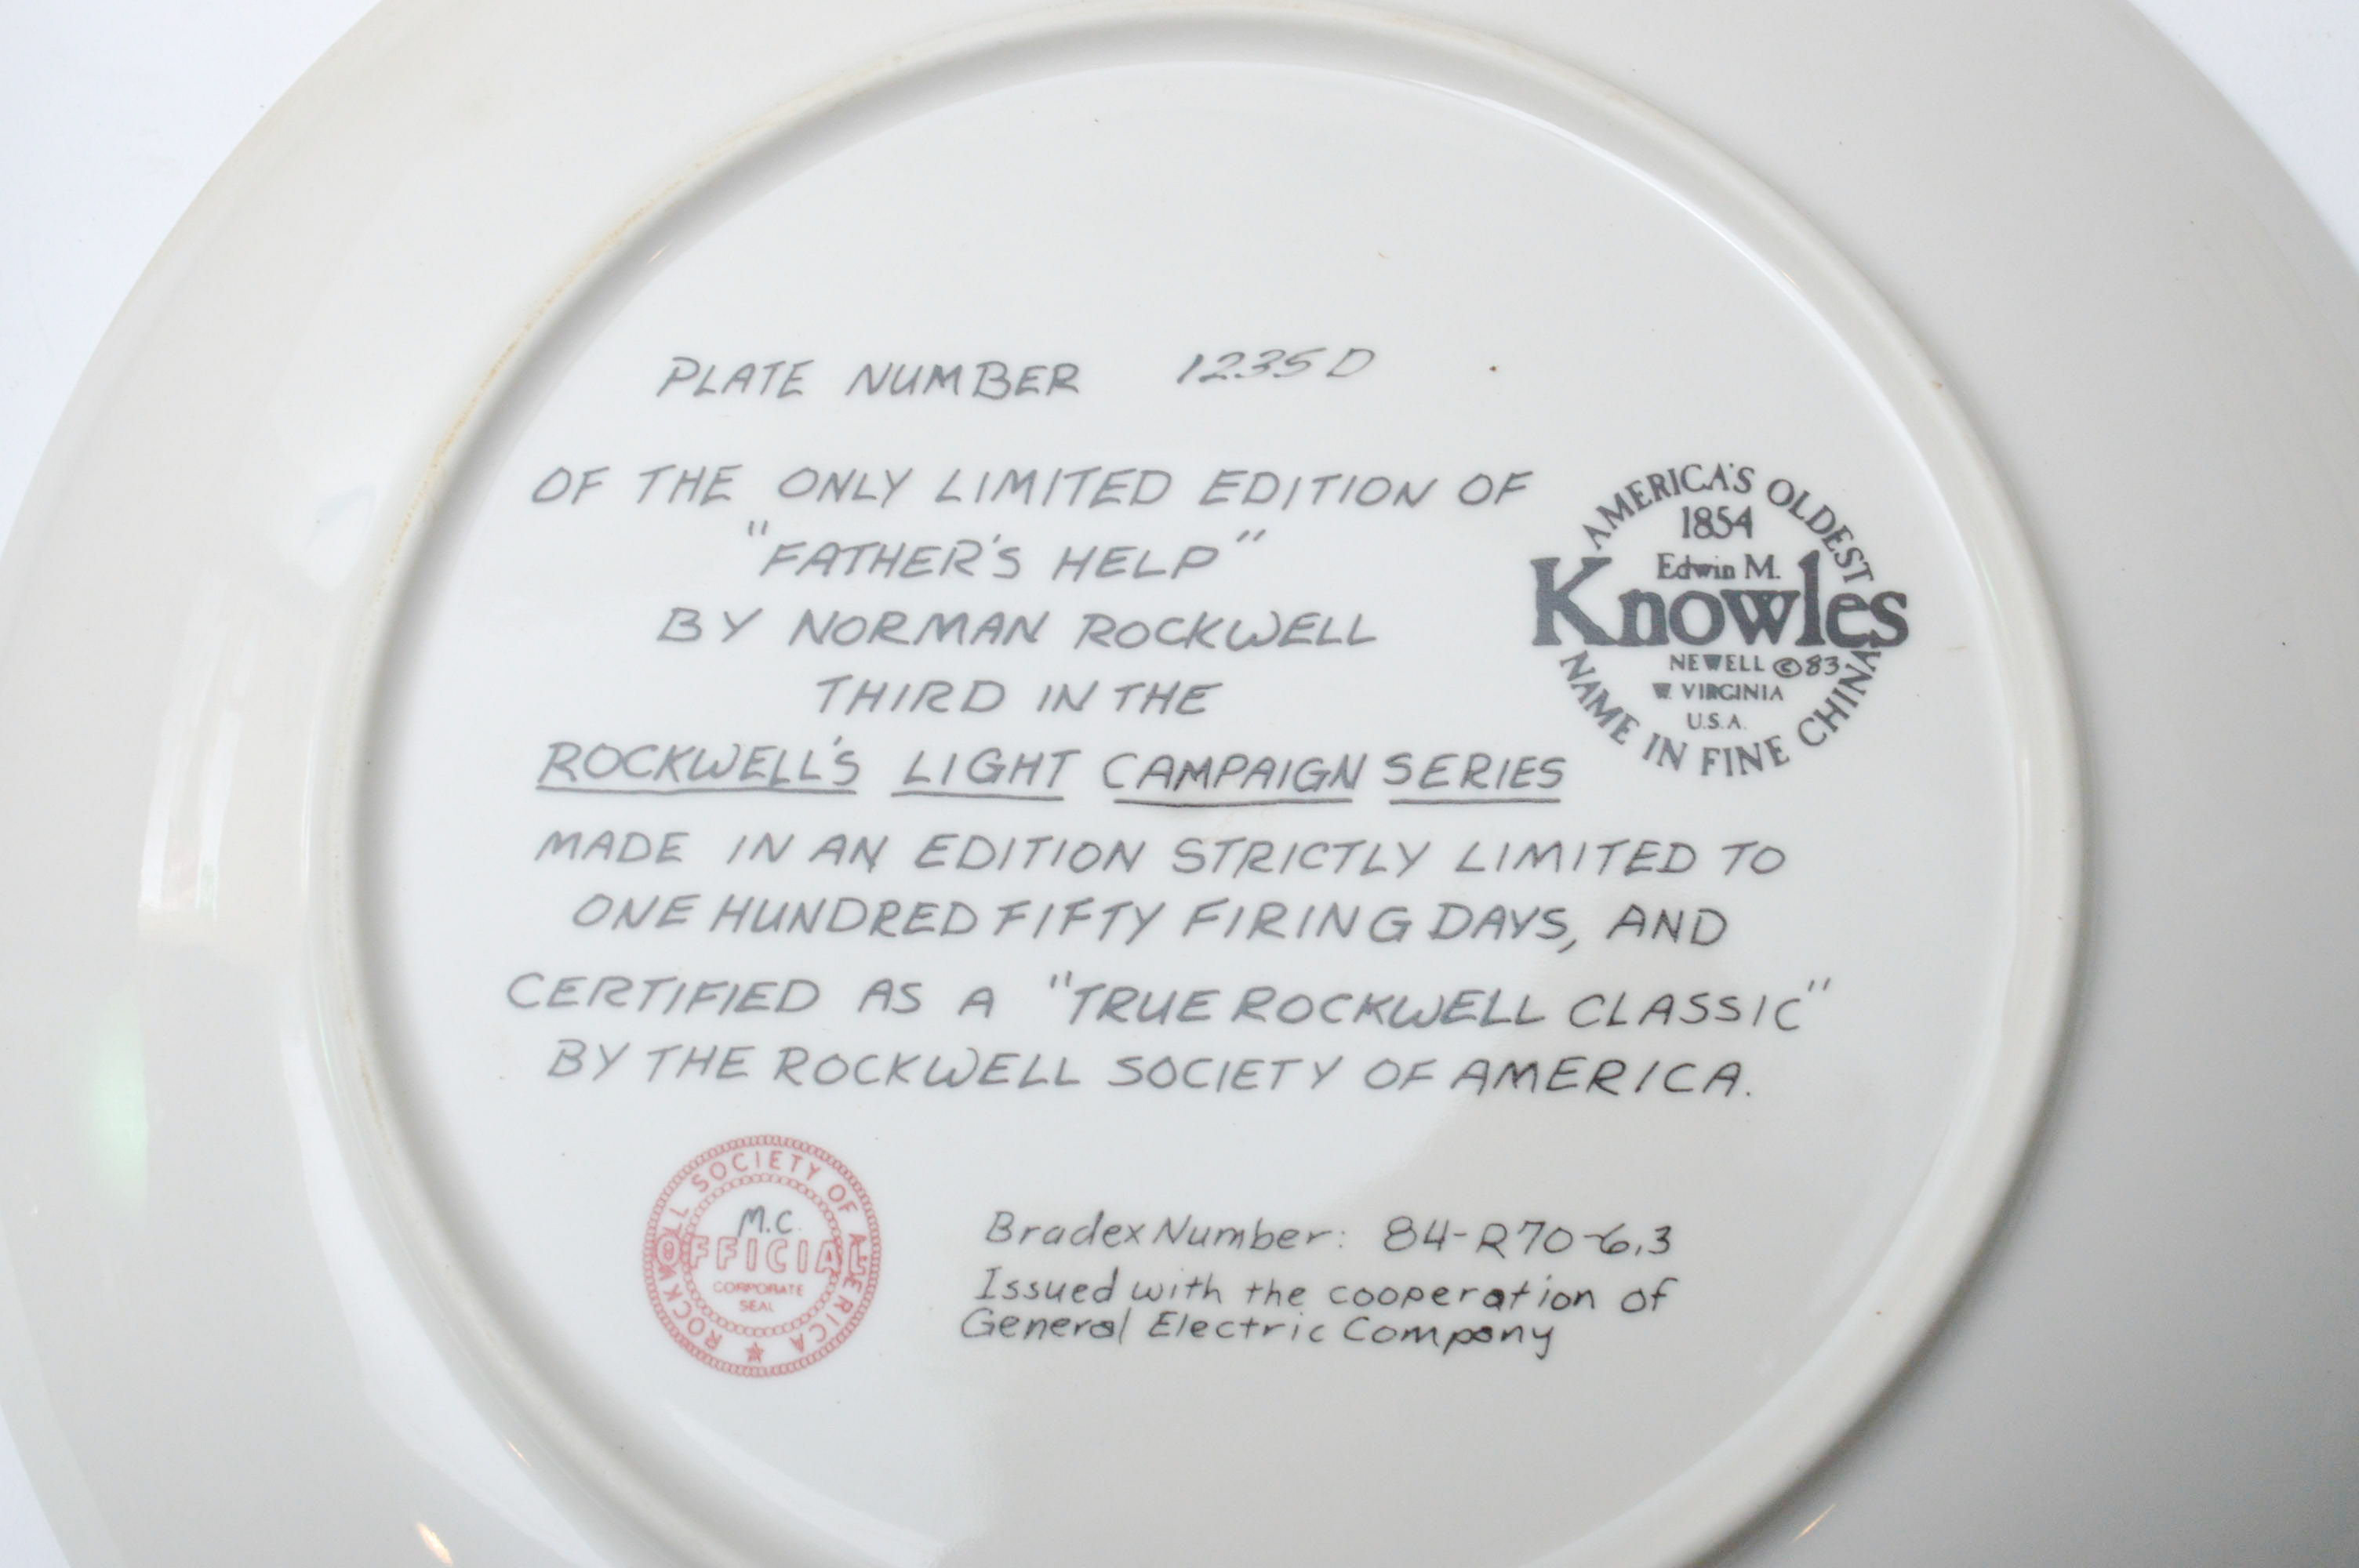 PLATE NUMBER 1235D
OF THE ONLY LIMITED EDITION OF
"FATHER'S HELP"
BY NORMAN ROCKWELL
THIRD IN THE
ROCKWELL'S LIGHT CAMPAIGN SERIES
MADE IN AN EDITION STRICTLY LIMITED TO
ONE HUNDRED FIFTY FIRING DAYS, AND
CERTIFIED AS A "TRUE ROCKWELL CLASSIC"
BY THE ROCKWELL SOCIETY OF AMERICA.
AMERICA'S OLDEST
1854
Edwin M.
Knowles
NEWELL ©83
W. VIRGINIA
U.S.A.
NAME IN FINE CHINA
ROCKWELL SOCIETY OF AMERICA
M.C.
OFFICIAL
CORPORATE
SEAL
Bradex Number: 84-R70-6.3
Issued with the cooperation of
General Electric Company